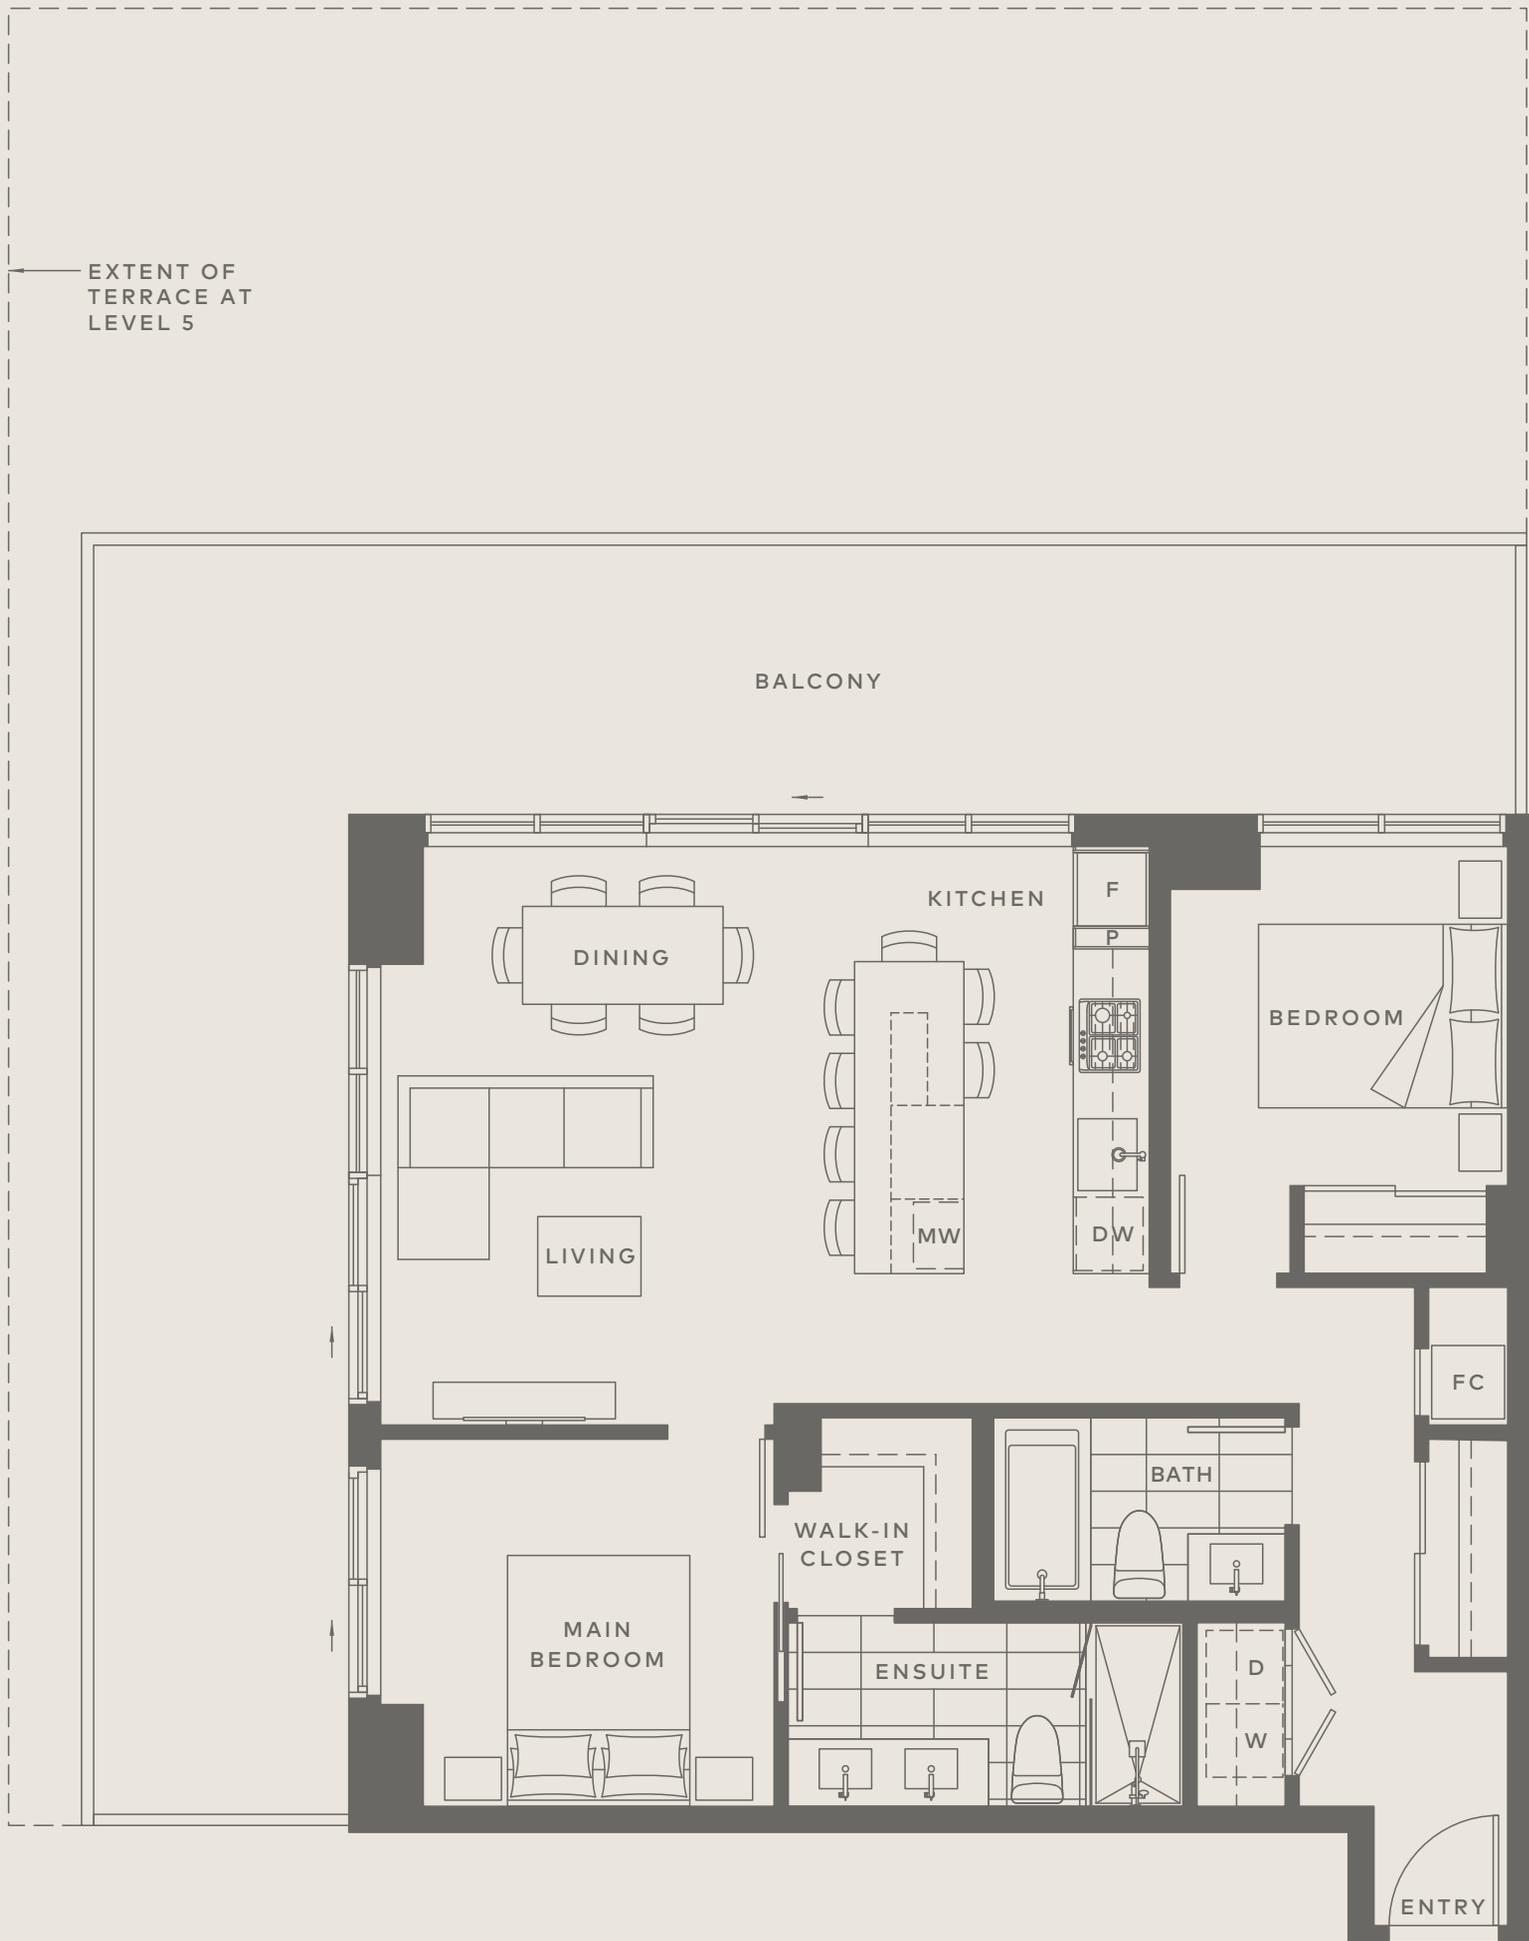 EXTENT OF
TERRACE AT
LEVEL 5
BALCONY
KITCHEN
F
P
DINING
BEDROOM
MW
DW
LIVING
FC
BATH
WALK-IN
CLOSET
MAIN
BEDROOM
ENSUITE
D
W
ENTRY